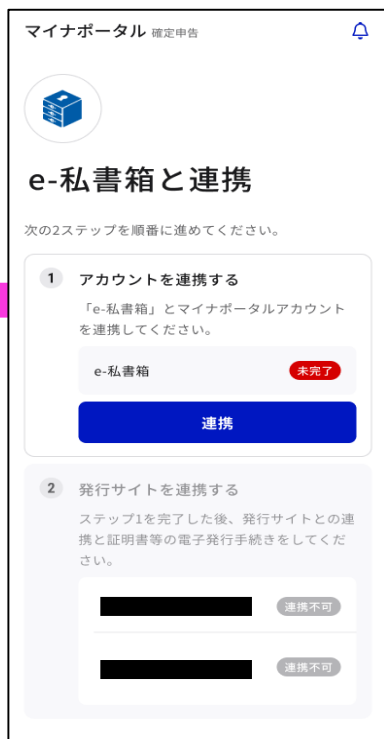 マイナポータル 確定申告
e-私書箱と連携
次の2ステップを順番に進めてください。
1 アカウントを連携する
「e-私書箱」とマイナポータルアカウント
を連携してください。
e-私書箱 未完了
連携
2 発行サイトを連携する
ステップ1を完了した後、発行サイトとの連
携と証明書等の電子発行手続きをしてくだ
さい。
連携不可
連携不可